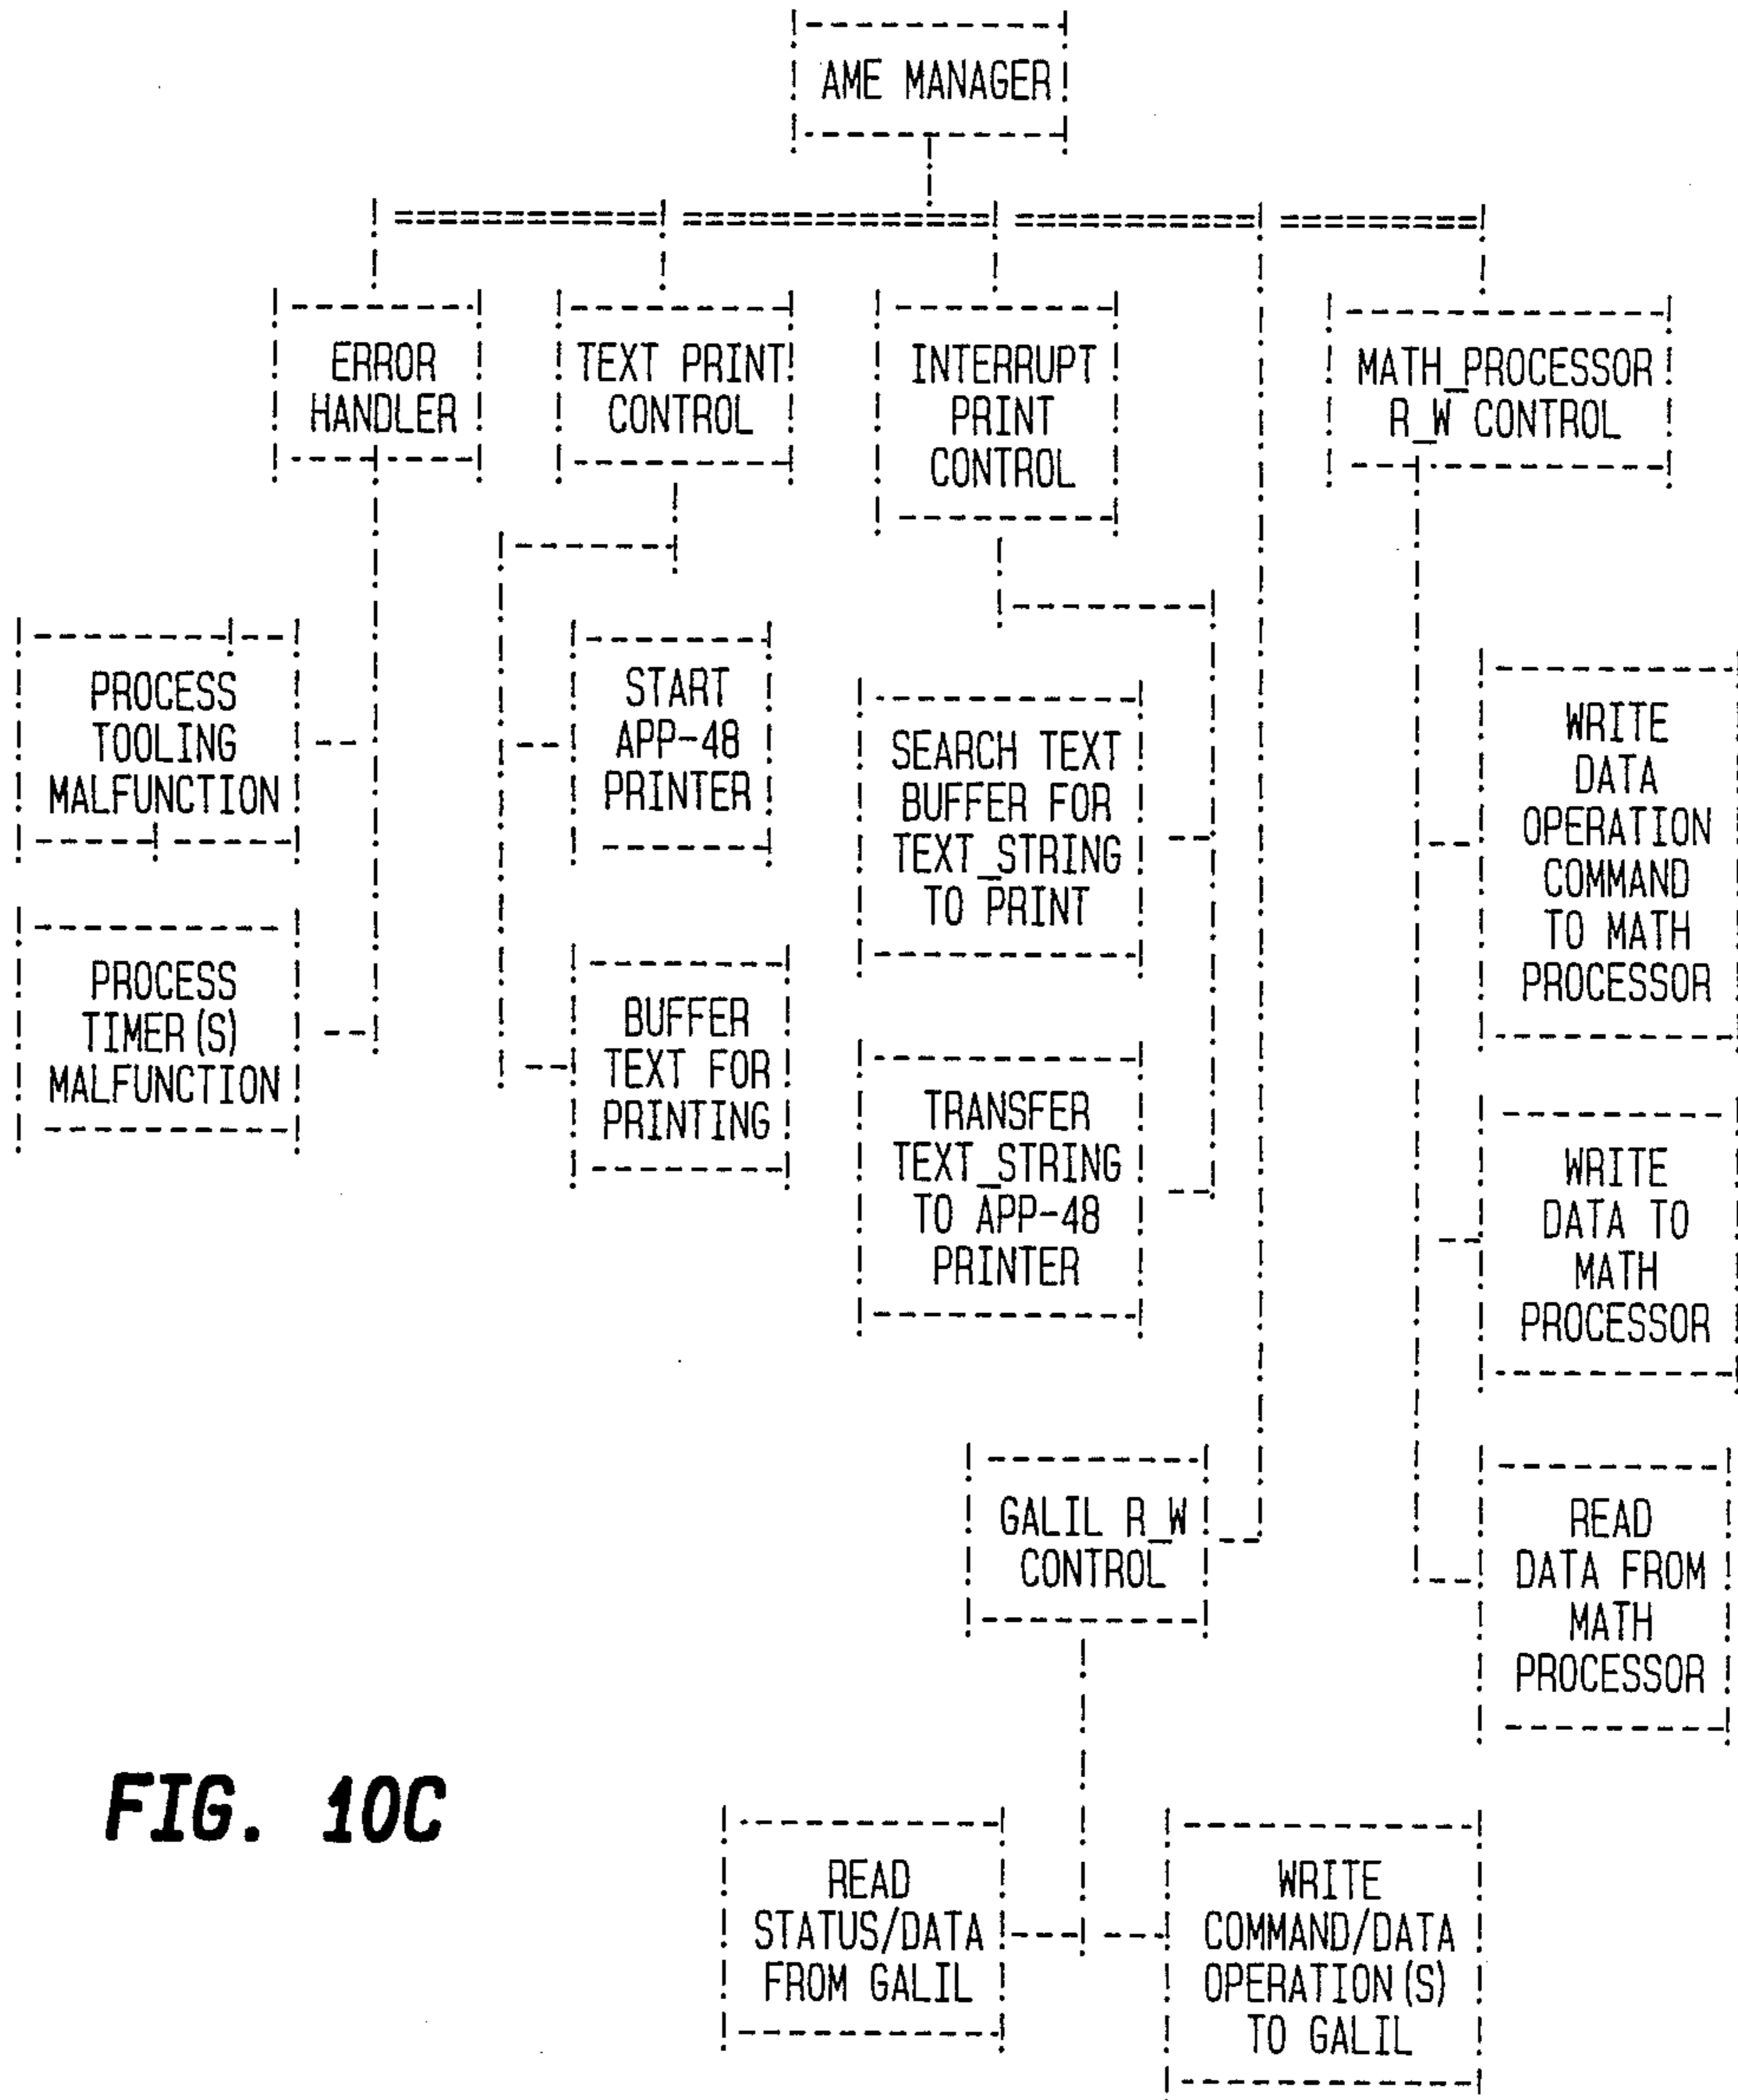 AME MANAGER
ERROR
HANDLER
TEXT PRINT
CONTROL
INTERRUPT
PRINT
CONTROL
MATH_PROCESSOR
R_W CONTROL
PROCESS
TOOLING
MALFUNCTION
PROCESS
TIMER(S)
MALFUNCTION
START
APP-48
PRINTER
BUFFER
TEXT FOR
PRINTING
SEARCH TEXT
BUFFER FOR
TEXT_STRING
TO PRINT
TRANSFER
TEXT_STRING
TO APP-48
PRINTER
WRITE
DATA
OPERATION
COMMAND
TO MATH
PROCESSOR
WRITE
DATA TO
MATH
PROCESSOR
READ
DATA FROM
MATH
PROCESSOR
GALIL R_W
CONTROL
READ
STATUS/DATA
FROM GALIL
WRITE
COMMAND/DATA
OPERATION(S)
TO GALIL
FIG. 10C